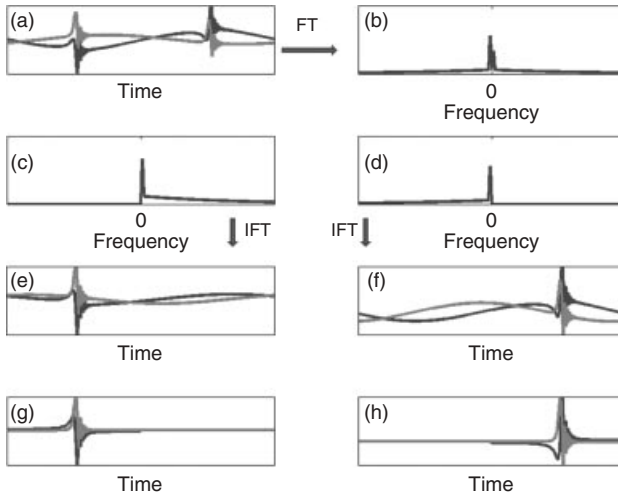 (a)
FT
(b)
Time
0
Frequency
(c)
(d)
0
Frequency
IFT
IFT
0
Frequency
(e)
(f)
Time
Time
(g)
(h)
Time
Time